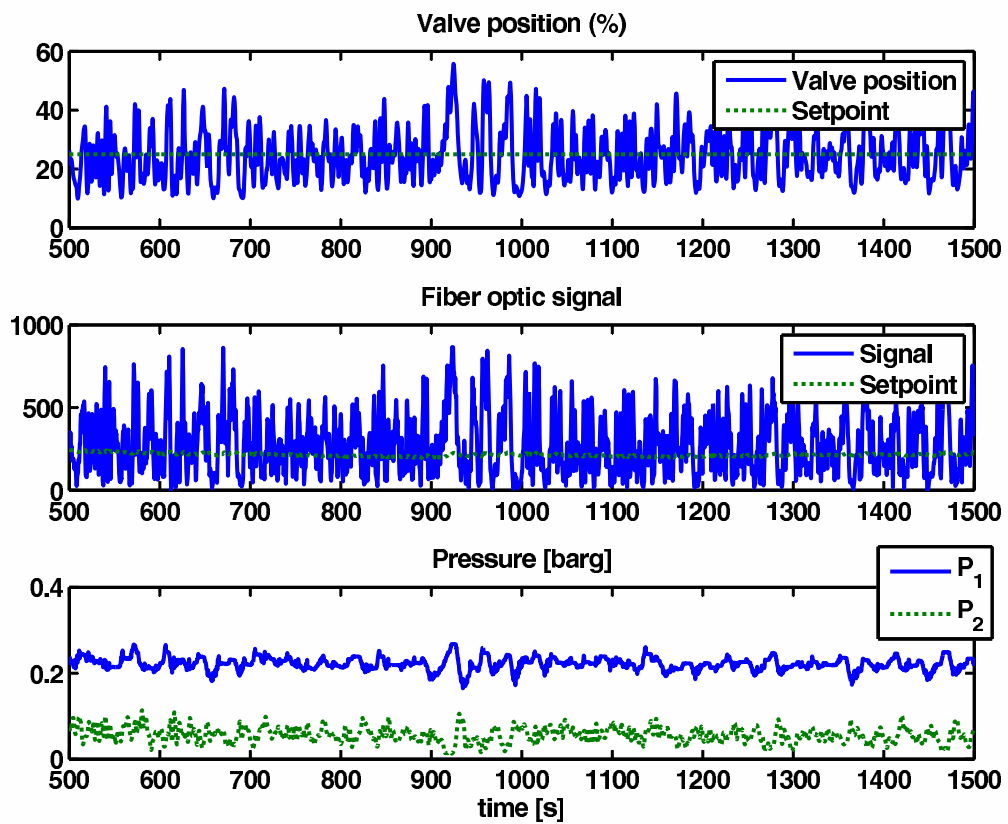 Valve position (%)
60
40
20
0
Valve position
Setpoint
500 600 700 800 900 1000 1100 1200 1300 1400 1500
Fiber optic signal
1000
500
0
Signal
Setpoint
500 600 700 800 900 1000 1100 1200 1300 1400 1500
Pressure [barg]
0.4
0.2
0
P1
P2
500 600 700 800 900 1000 1100 1200 1300 1400 1500
time [s]